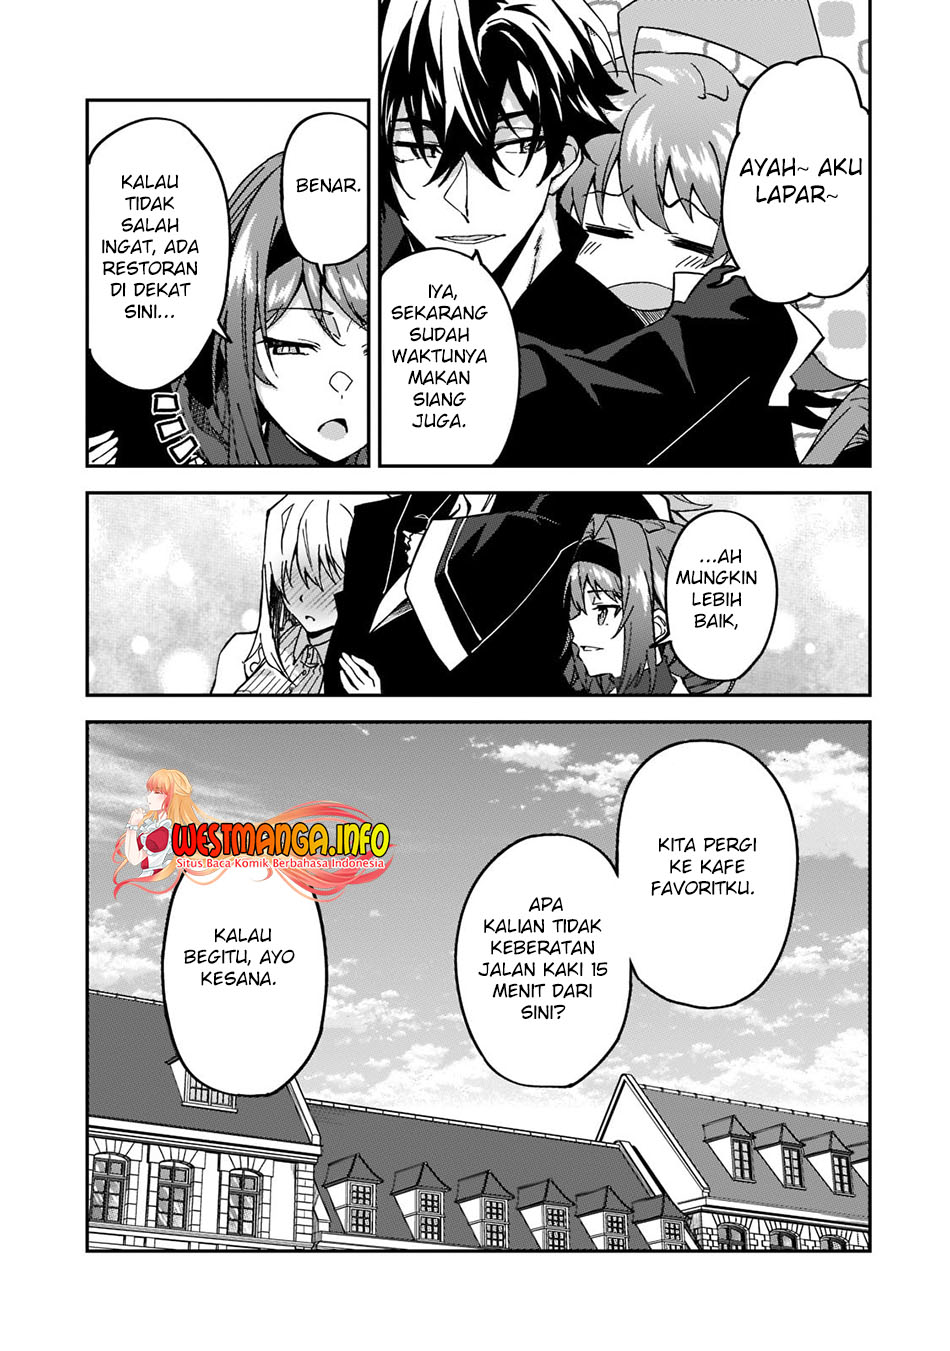 AYAH~ AKU
LAPAR~
IYA,
SEKARANG
SUDAH
WAKTUNYA
MAKAN
SIANG
JUGA.
BENAR.
KALAU
TIDAK
SALAH
INGAT, ADA
RESTORAN
DI DEKAT
SINI...
...AH
MUNGKIN
LEBIH
BAIK,
KITA PERGI
KE KAFE
FAVORITKU.
APA
KALIAN TIDAK
KEBERATAN
JALAN KAKI 15
MENIT DARI
SINI?
KALAU
BEGITU, AYO
KESANA.
WESTMANGA.INFO
Situs Baca Komik Berbahasa Indonesia